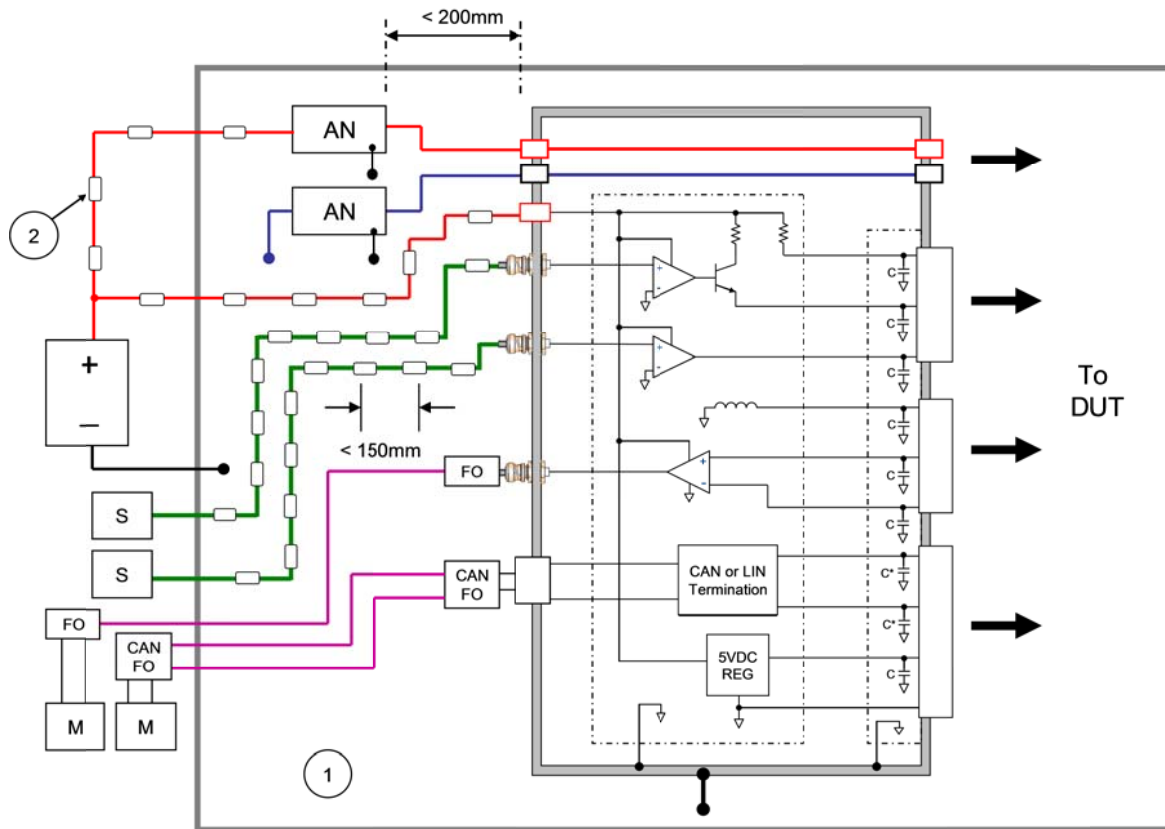 < 200mm
AN
AN
2
+
−
+
-
+
-
+
-
C
C
C
C
C
C
C*
C*
C
< 150mm
To
DUT
S
S
FO
CAN
FO
CAN or LIN
Termination
5VDC
REG
FO
CAN
FO
M
M
1